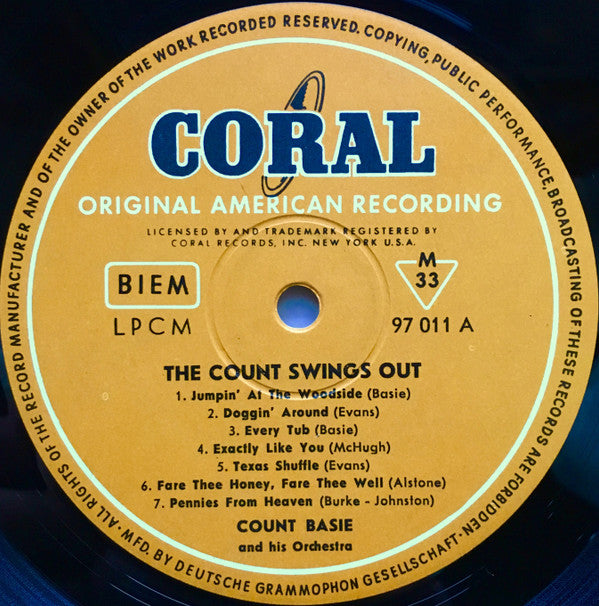 ALL RIGHTS OF THE RECORD MANUFACTURER AND OF THE OWNER OF THE WORK RECORDED RESERVED. COPYING, PUBLIC PERFORMANCE, BROADCASTING OF THESE RECORDS ARE FORBIDDEN
CORAL
ORIGINAL AMERICAN RECORDING
LICENSED BY AND TRADEMARK REGISTERED BY
CORAL RECORDS, INC. NEW YORK U.S.A.
BIEM
M
33
LPCM
97 011 A
THE COUNT SWINGS OUT
1. Jumpin' At The Woodside (Basie)
2. Doggin' Around (Evans)
3. Every Tub (Basie)
4. Exactly Like You (McHugh)
5. Texas Shuffle (Evans)
6. Fare Thee Honey, Fare Thee Well (Alstone)
7. Pennies From Heaven (Burke - Johnston)
COUNT BASIE
and his Orchestra
· MFD. BY DEUTSCHE GRAMMOPHON GESELLSCHAFT ·